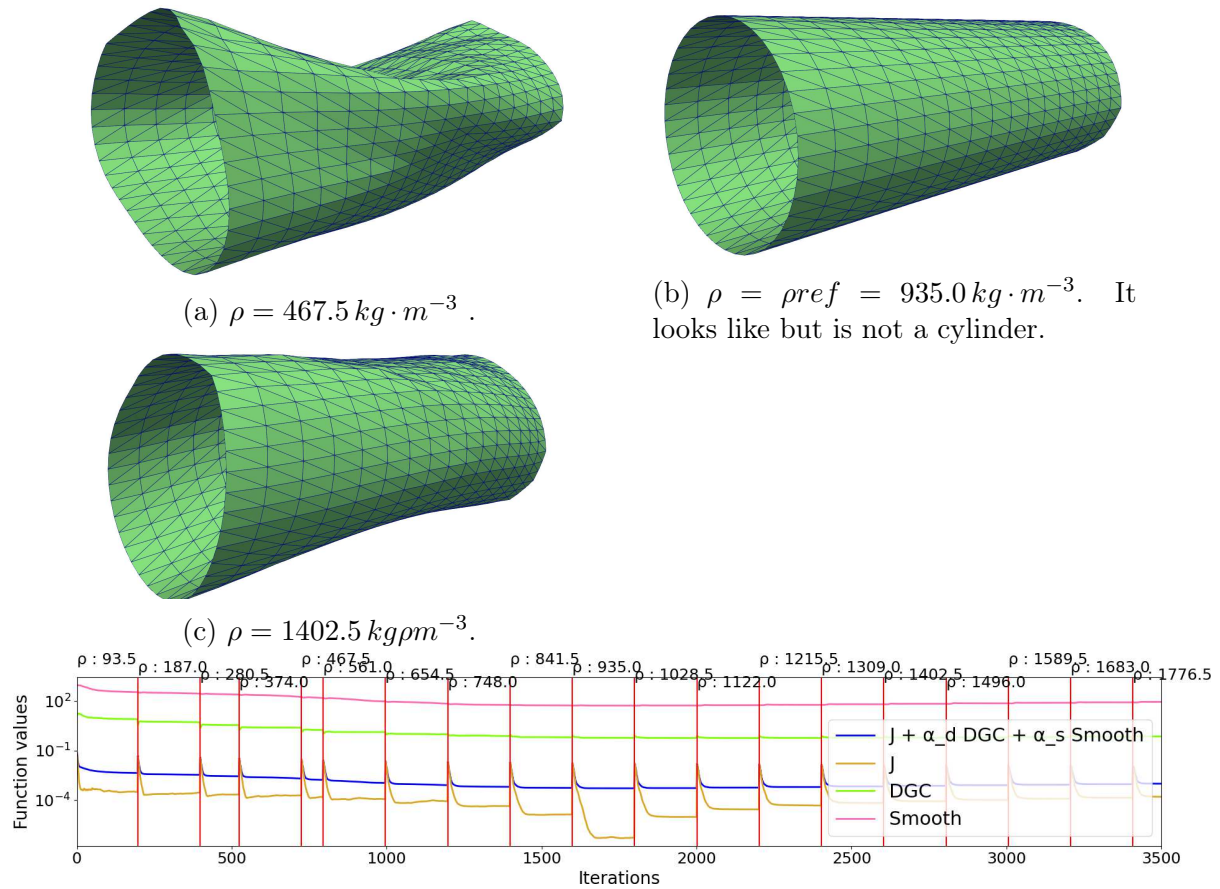 (a) ρ = 467.5 kg · m⁻³ .
(b) ρ = ρref = 935.0 kg · m⁻³. It
looks like but is not a cylinder.
(c) ρ = 1402.5 kgρm⁻³.
ρ : 93.5
ρ : 187.0
ρ : 280.5
ρ : 374.0
ρ : 467.5
ρ : 561.0
ρ : 654.5
ρ : 748.0
ρ : 841.5
ρ : 935.0
ρ : 1028.5
ρ : 1122.0
ρ : 1215.5
ρ : 1309.0
ρ : 1402.5
ρ : 1496.0
ρ : 1589.5
ρ : 1683.0
ρ : 1776.5
Function values
10²
10⁻¹
10⁻⁴
J + α_d DGC + α_s Smooth
J
DGC
Smooth
0 500 1000 1500 2000 2500 3000 3500
Iterations